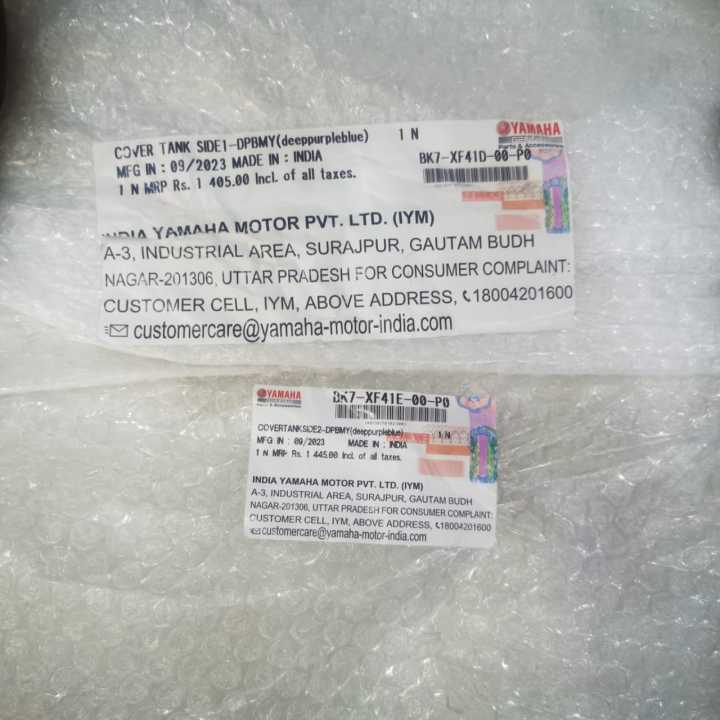 COVER TANK SIDE1-DPBMY(deeppurpleblue) 1 N
MFG IN : 09/2023 MADE IN : INDIA
1 N MRP Rs. 1 405.00 Incl. of all taxes.
YAMAHA
Parts & Accessories
BK7-XF41D-00-P0
INDIA YAMAHA MOTOR PVT. LTD. (IYM)
A-3, INDUSTRIAL AREA, SURAJPUR, GAUTAM BUDH
NAGAR-201306, UTTAR PRADESH FOR CONSUMER COMPLAINT:
CUSTOMER CELL, IYM, ABOVE ADDRESS, 18004201600
customercare@yamaha-motor-india.com
YAMAHA
Parts & Accessories
BK7-XF41E-00-P0
COVERTANKSIDE2-DPBMY(deeppurpleblue) 1 N
MFG IN : 09/2023 MADE IN : INDIA
1 N MRP Rs. 1 445.00 Incl. of all taxes.
INDIA YAMAHA MOTOR PVT. LTD. (IYM)
A-3, INDUSTRIAL AREA, SURAJPUR, GAUTAM BUDH
NAGAR-201306, UTTAR PRADESH FOR CONSUMER COMPLAINT:
CUSTOMER CELL, IYM, ABOVE ADDRESS, 18004201600
customercare@yamaha-motor-india.com